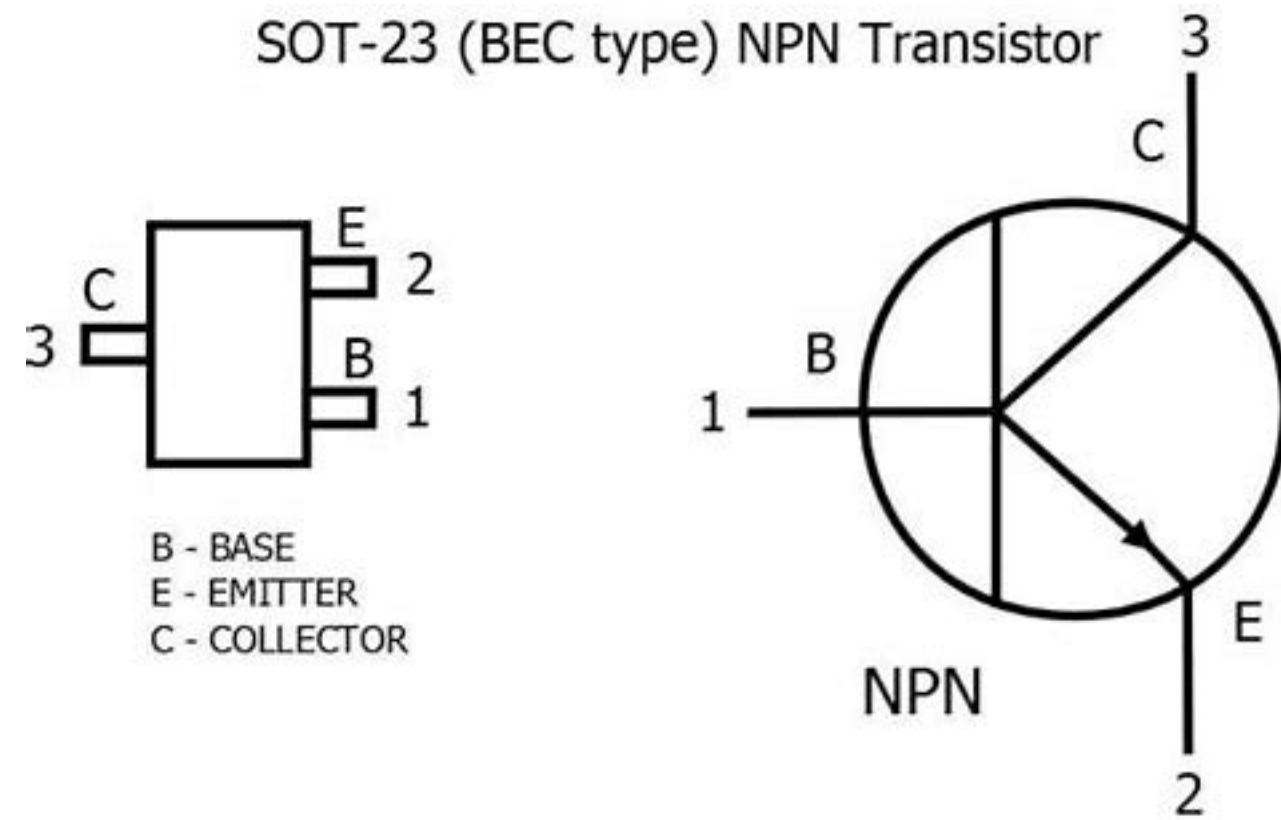 SOT-23 (BEC type) NPN Transistor
3
C
E
2
C
3
B
1
B
1
B - BASE
E - EMITTER
C - COLLECTOR
E
NPN
2